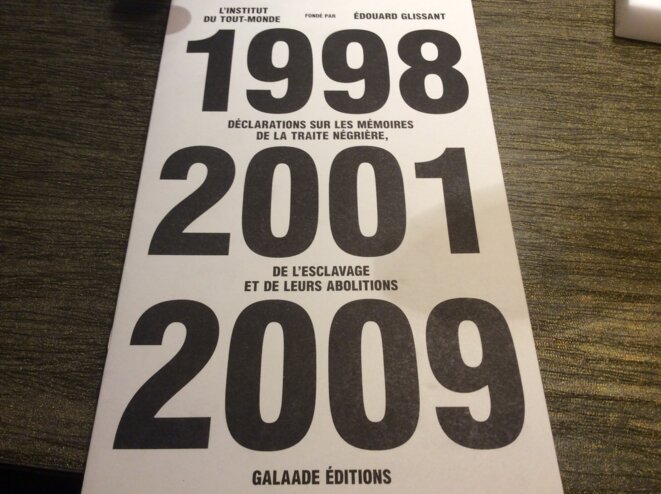 L'INSTITUT
DU TOUT-MONDE FONDÉ PAR ÉDOUARD GLISSANT
1998
DÉCLARATIONS SUR LES MÉMOIRES
DE LA TRAITE NÉGRIÈRE,
2001
DE L'ESCLAVAGE
ET DE LEURS ABOLITIONS
2009
GALAADE ÉDITIONS